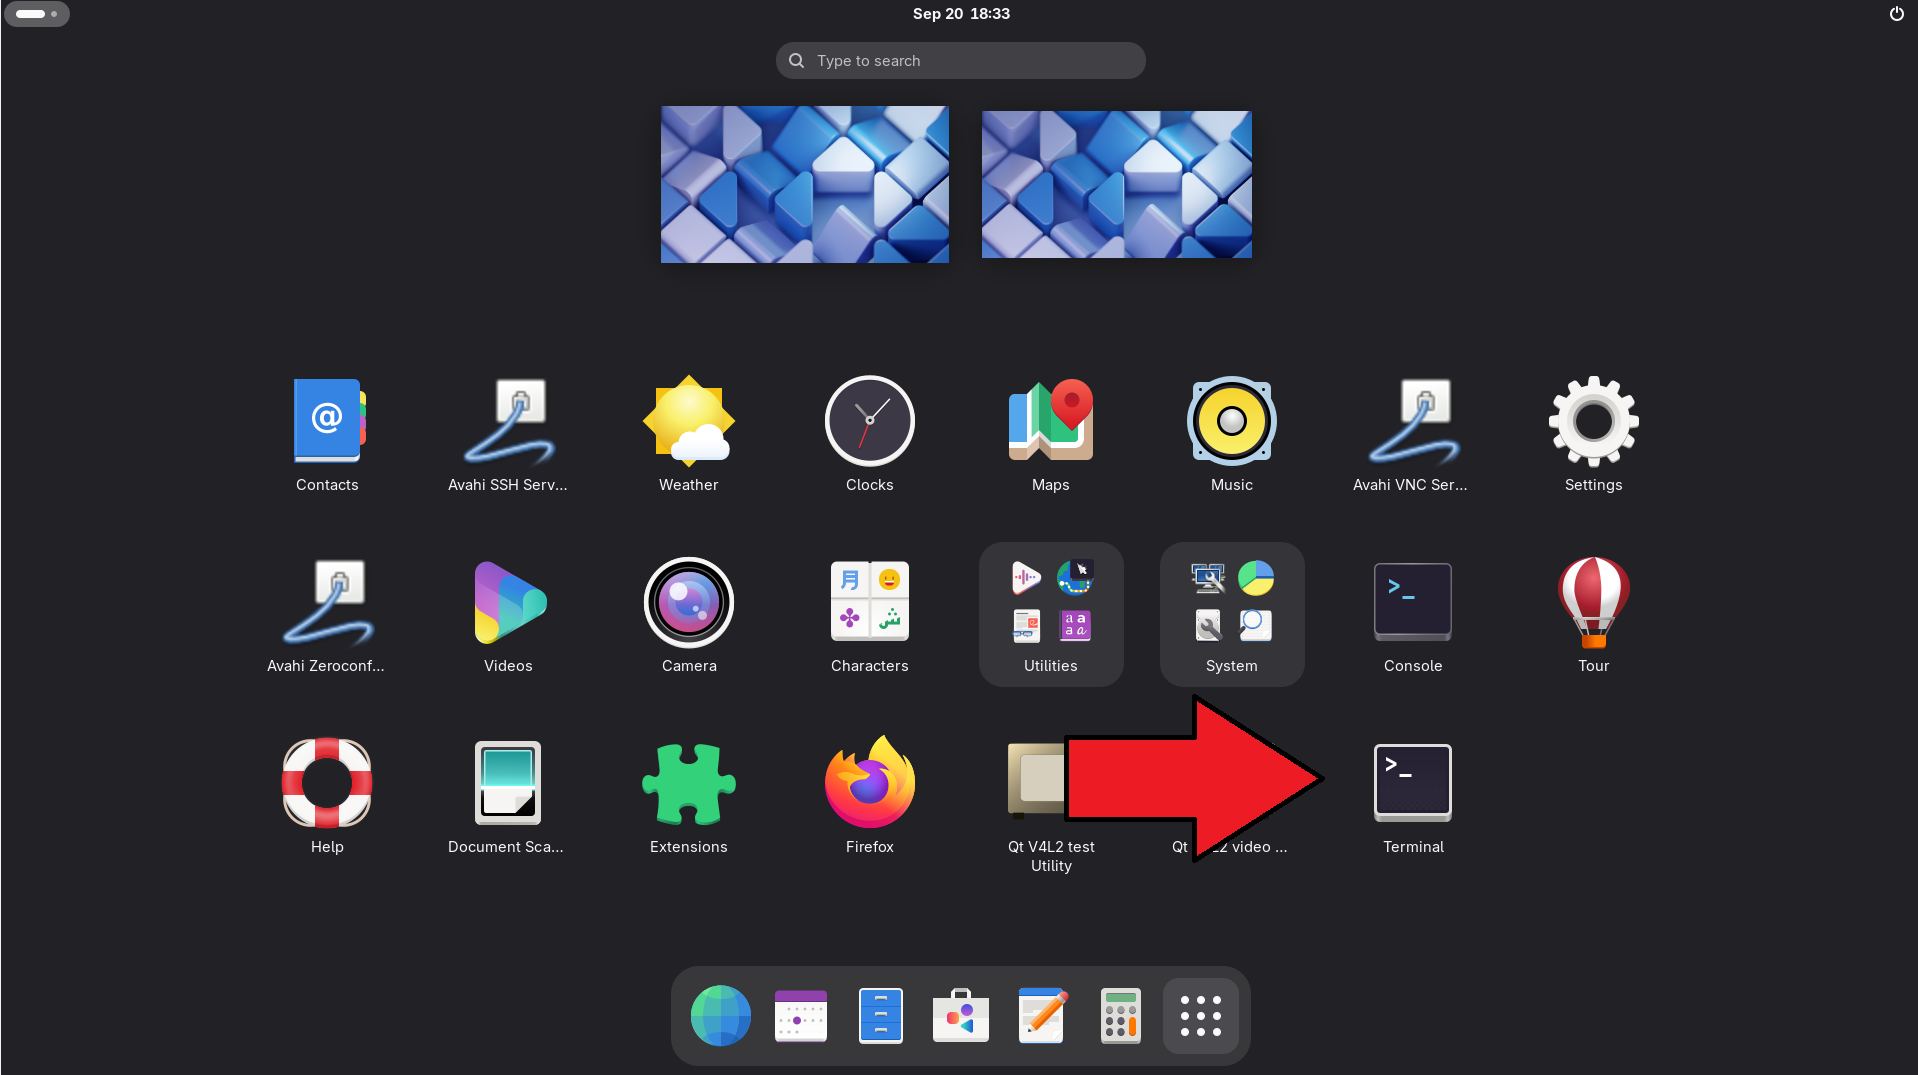 Sep 20 18:33
Type to search
Contacts
Avahi SSH Serv...
Weather
Clocks
Maps
Music
Avahi VNC Ser...
Settings
Avahi Zeroconf...
Videos
Camera
Characters
Utilities
System
Console
Tour
Help
Document Sca...
Extensions
Firefox
Qt V4L2 test
Utility
Qt L2 video ...
Terminal